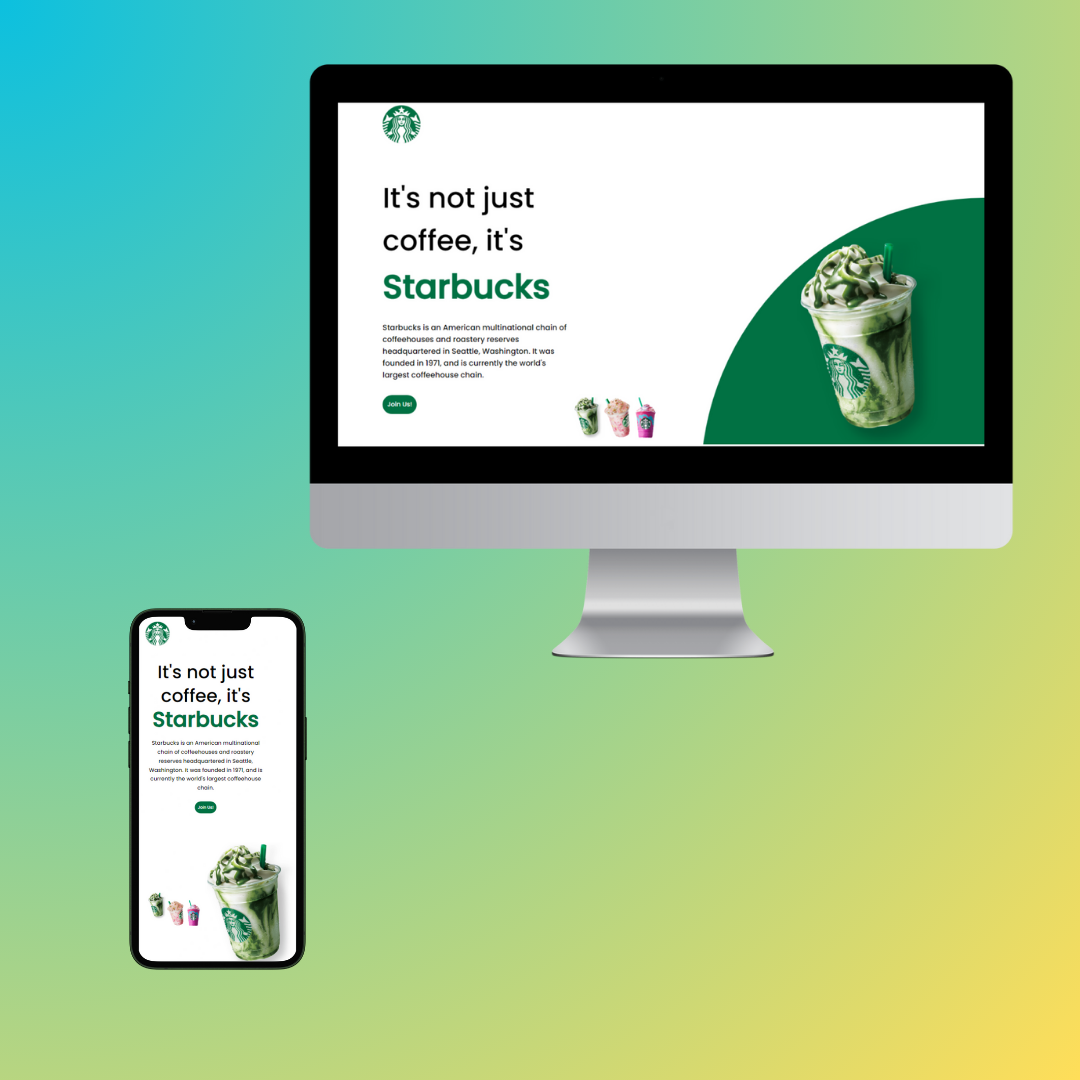 It's not just
coffee, it's
Starbucks
Starbucks is an American multinational chain of
coffeehouses and roastery reserves
headquartered in Seattle, Washington. It was
founded in 1971, and is currently the world's
largest coffeehouse chain.
Join Us!
It's not just
coffee, it's
Starbucks
Starbucks is an American multinational
chain of coffeehouses and roastery
reserves headquartered in Seattle,
Washington. It was founded in 1971, and is
currently the world's largest coffeehouse
chain.
Join Us!